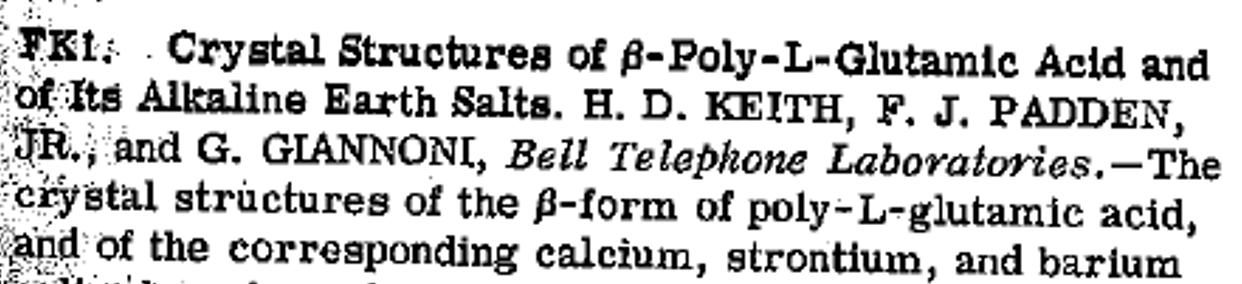 FK1. Crystal Structures of β-Poly-L-Glutamic Acid and
of Its Alkaline Earth Salts. H. D. KEITH, F. J. PADDEN,
JR., and G. GIANNONI, Bell Telephone Laboratories.—The
crystal structures of the β-form of poly-L-glutamic acid,
and of the corresponding calcium, strontium, and barium